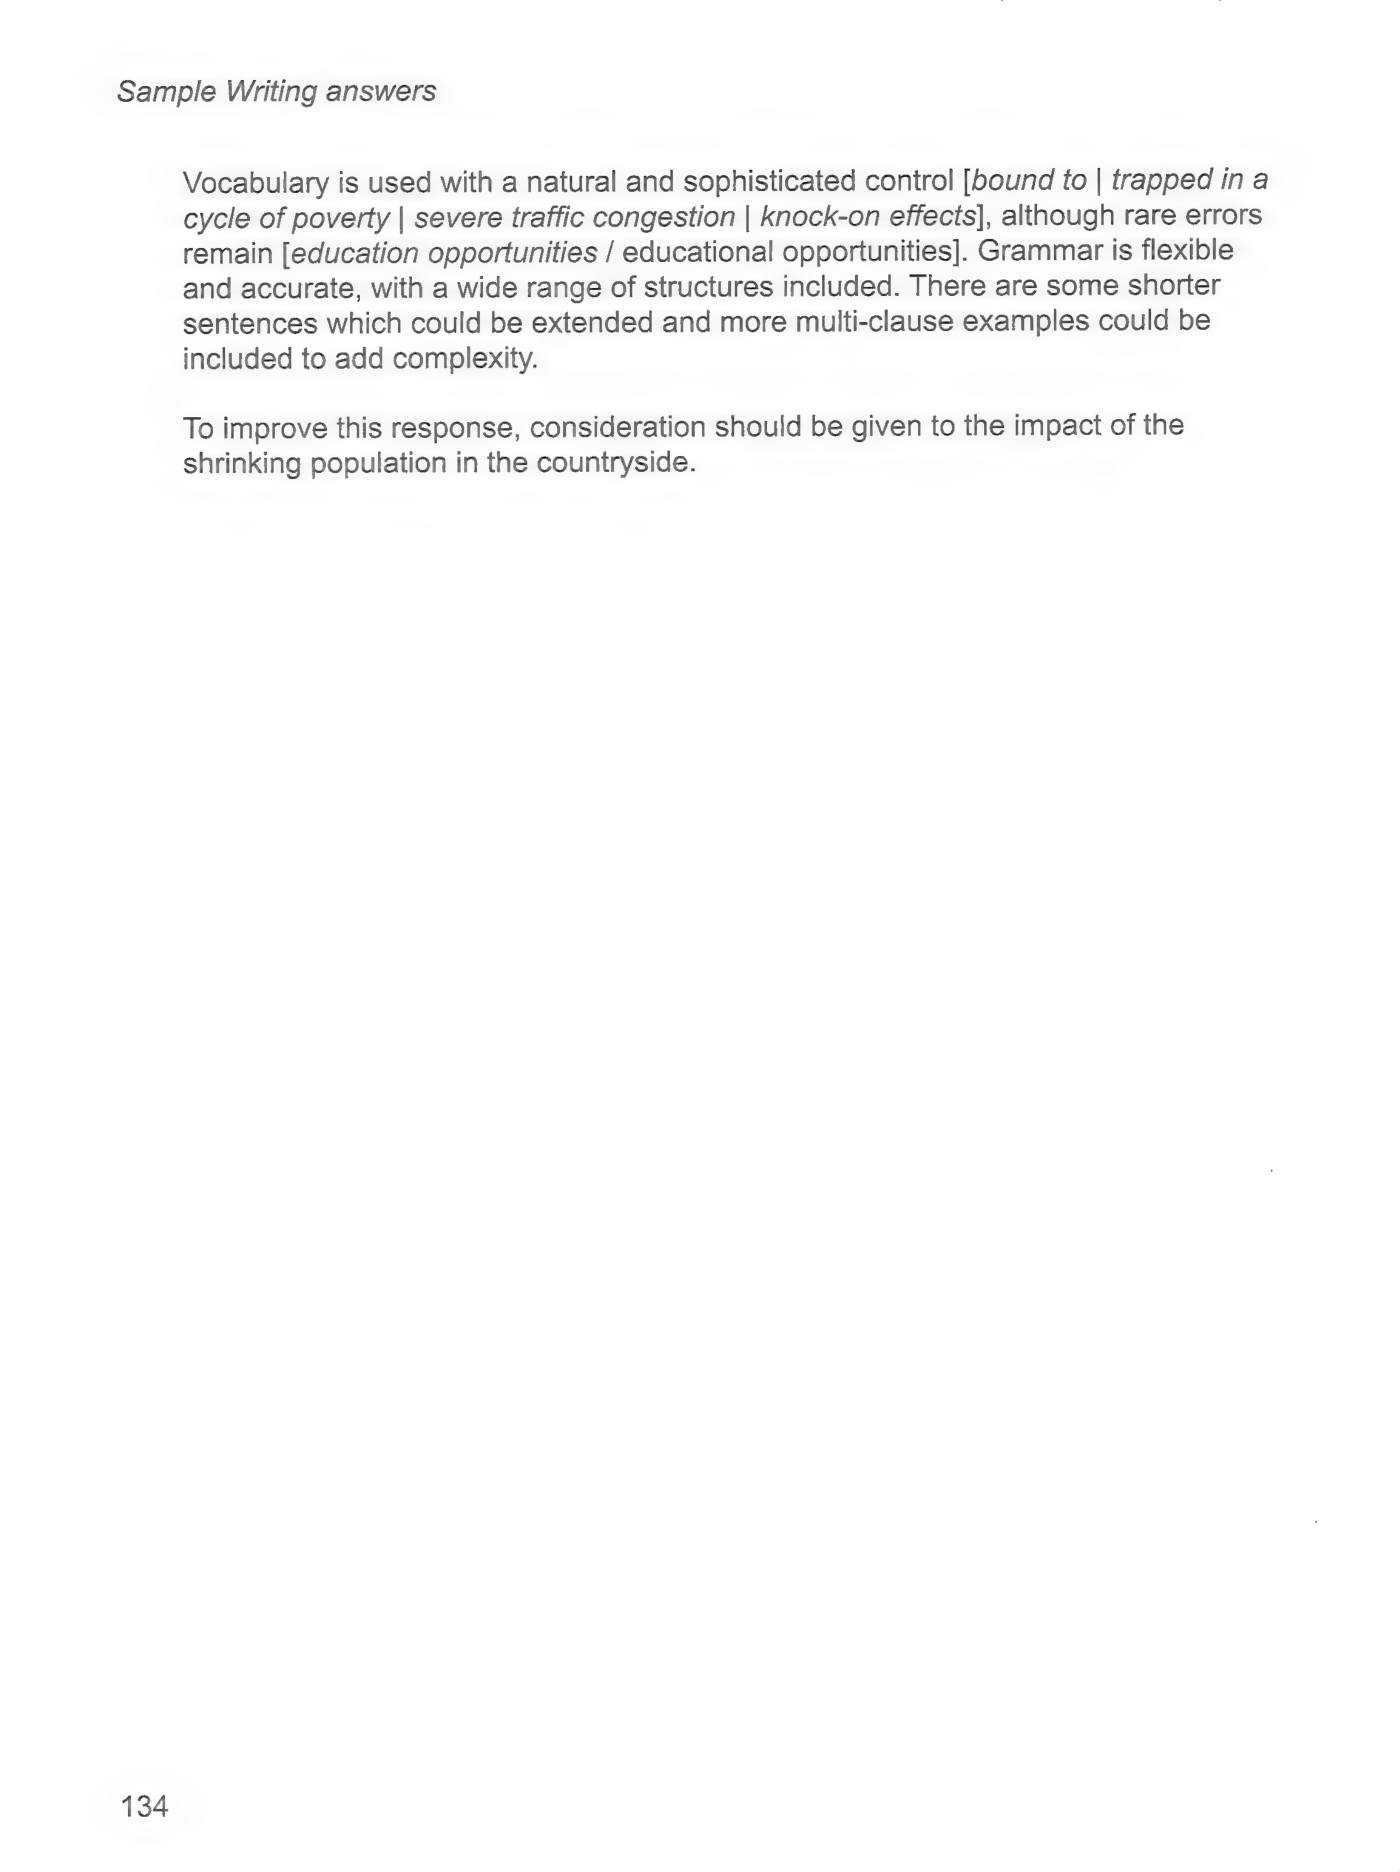 Sample Writing answers
Vocabulary is used with a natural and sophisticated control [bound to | trapped in a
cycle of poverty | severe traffic congestion | knock-on effects], although rare errors
remain [education opportunities / educational opportunities]. Grammar is flexible
and accurate, with a wide range of structures included. There are some shorter
sentences which could be extended and more multi-clause examples could be
included to add complexity.
To improve this response, consideration should be given to the impact of the
shrinking population in the countryside.
134